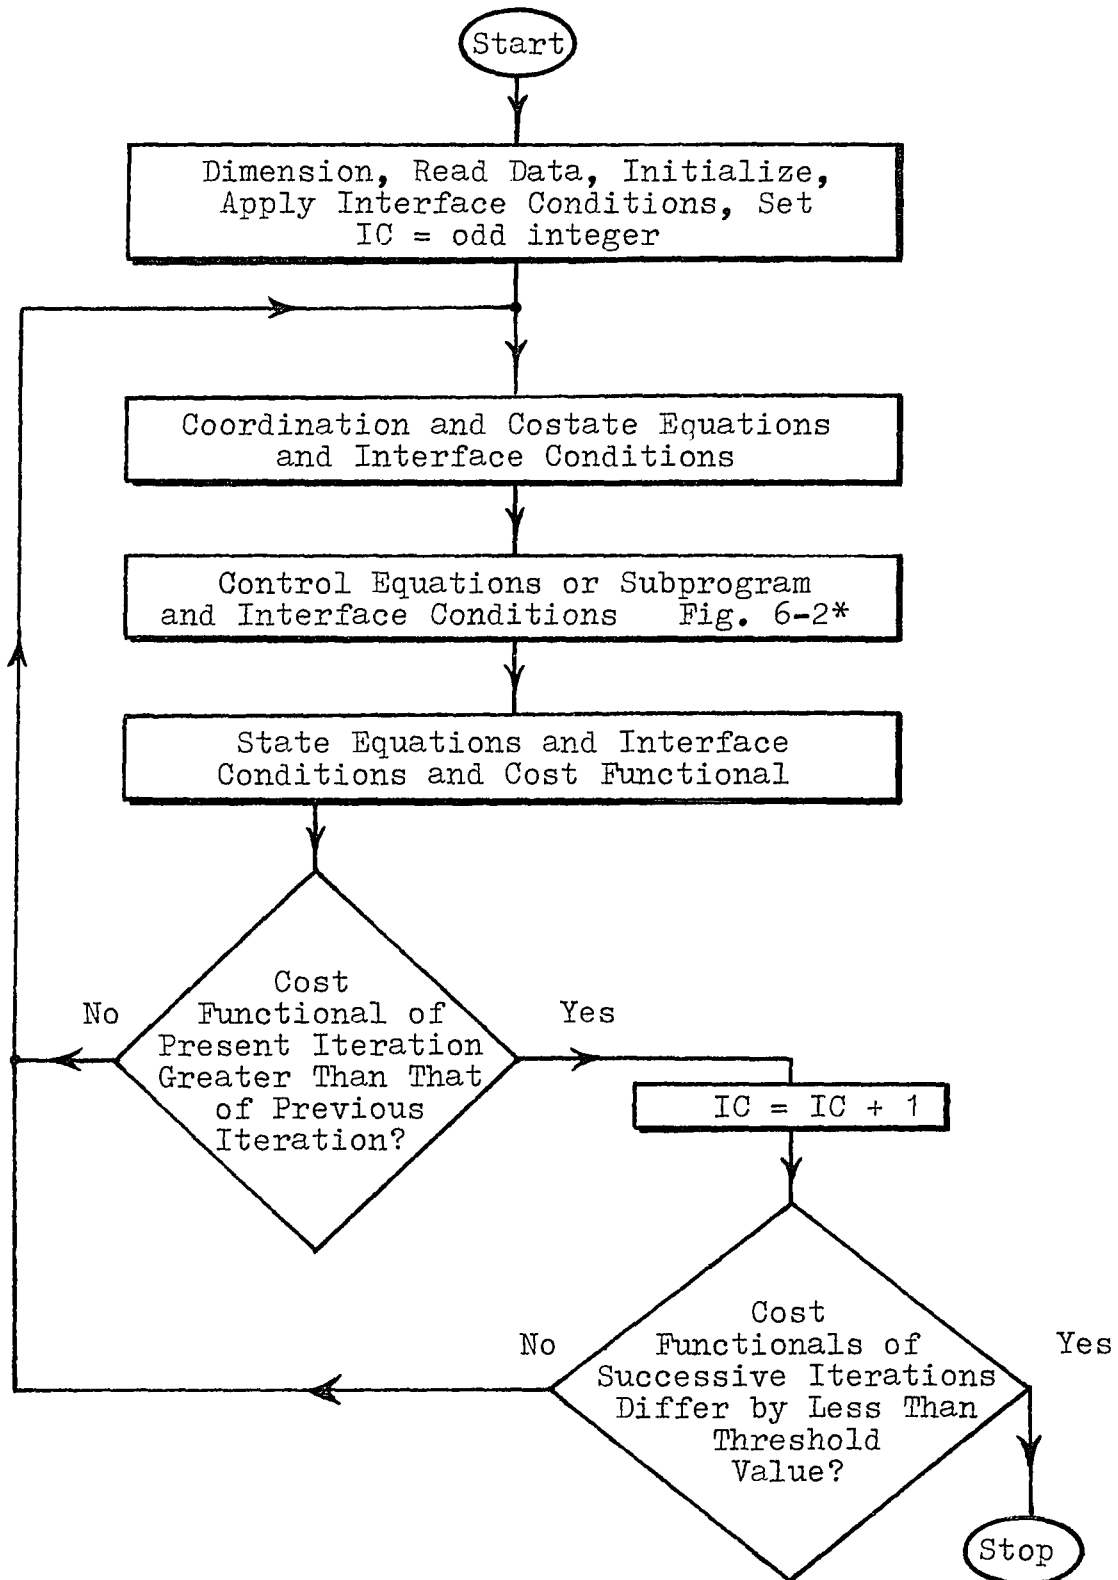 Start
Dimension, Read Data, Initialize,
Apply Interface Conditions, Set
IC = odd integer
Coordination and Costate Equations
and Interface Conditions
Control Equations or Subprogram
and Interface Conditions Fig. 6-2*
State Equations and Interface
Conditions and Cost Functional
Cost
Functional of
Present Iteration
Greater Than That
of Previous
Iteration?
No
Yes
IC = IC + 1
Cost
Functionals of
Successive Iterations
Differ by Less Than
Threshold
Value?
No
Yes
Stop